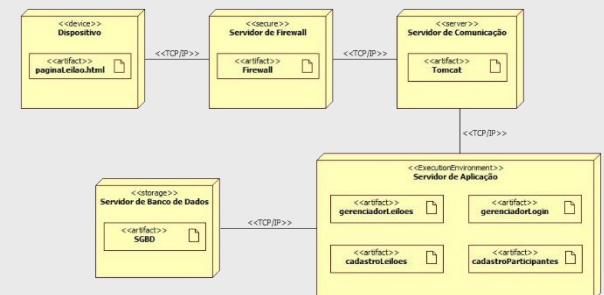 <<device>>
Dispositivo
<<artifact>>
paginaLeilao.html
<<TCP/IP>>
<<secure>>
Servidor de Firewall
<<artifact>>
Firewall
<<TCP/IP>>
<<server>>
Servidor de Comunicação
<<artifact>>
Tomcat
<<TCP/IP>>
<<ExecutionEnvironment>>
Servidor de Aplicação
<<artifact>>
gerenciadorLeiloes
<<artifact>>
gerenciadorLogin
<<artifact>>
cadastroLeiloes
<<artifact>>
cadastroParticipantes
<<TCP/IP>>
<<storage>>
Servidor de Banco de Dados
<<artifact>>
SGBD